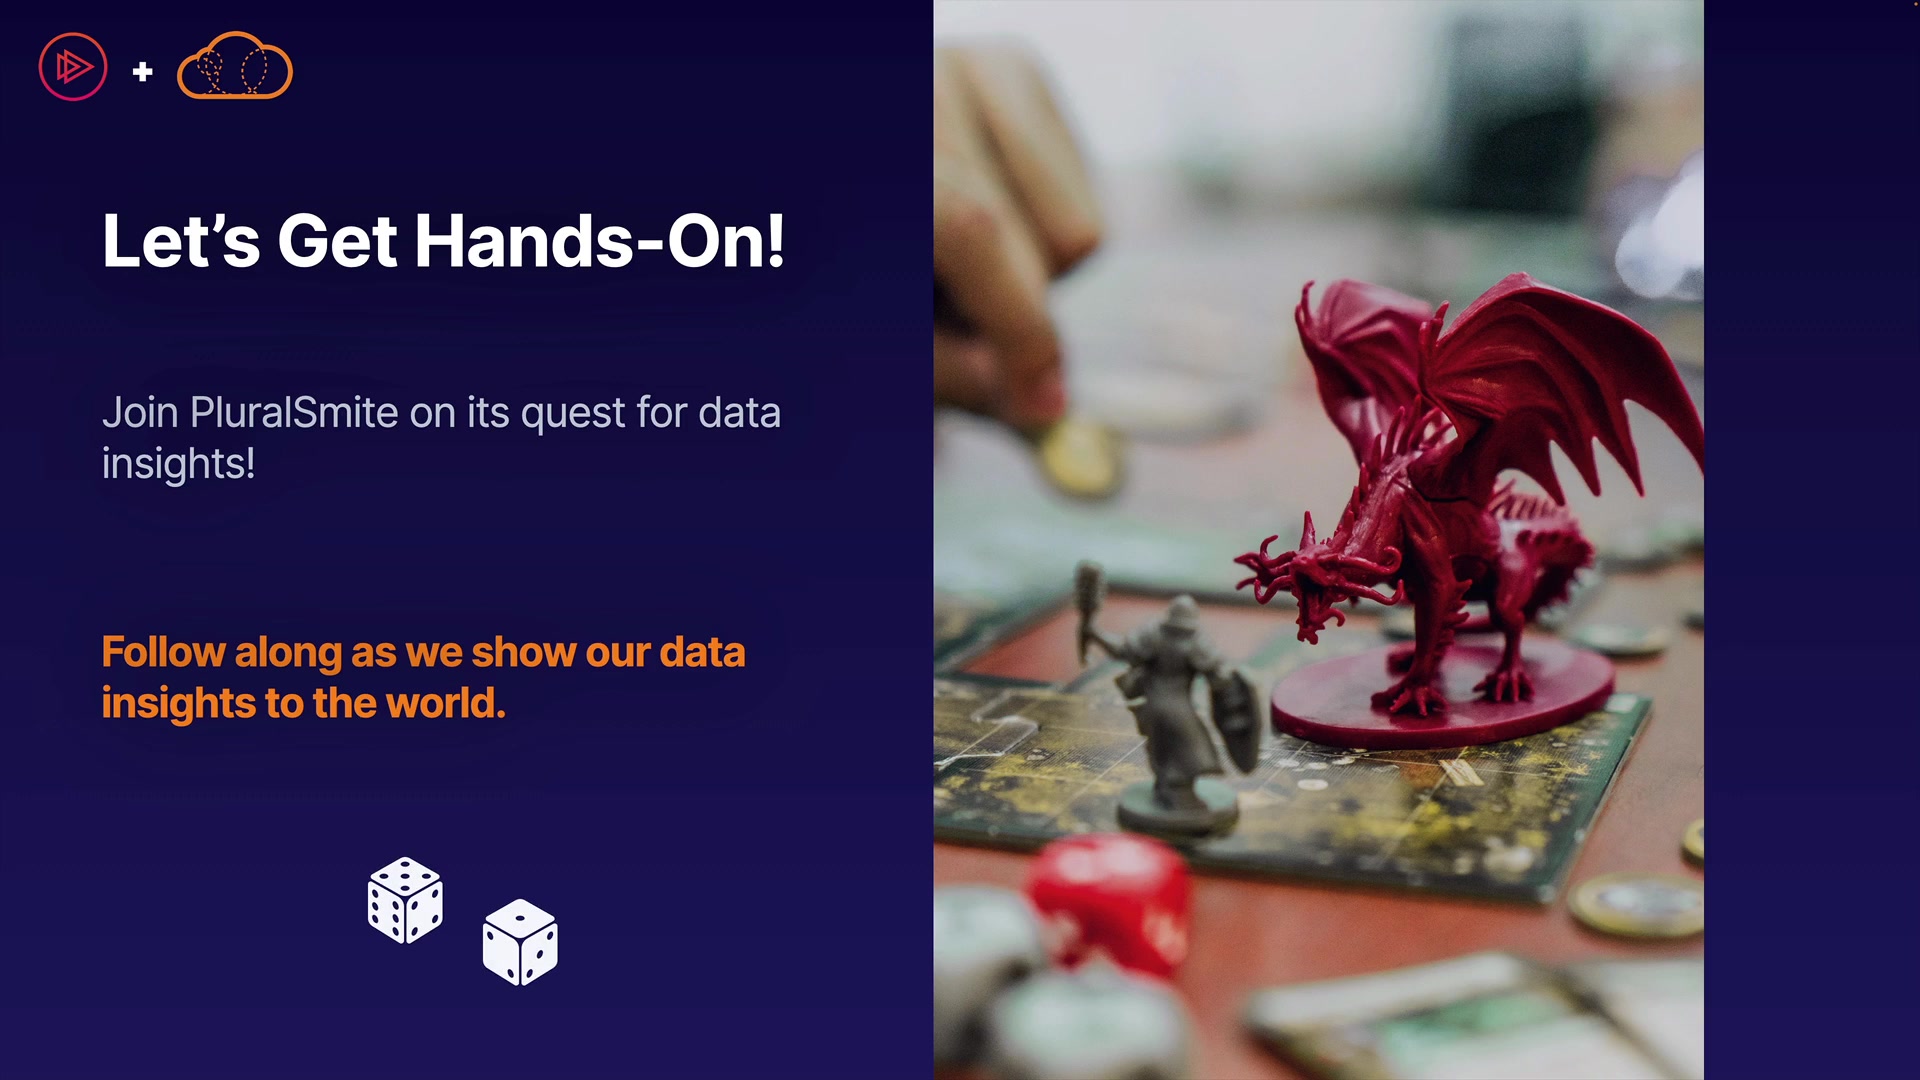 +
Let’s Get Hands-On!
Join PluralSmite on its quest for data
insights!
Follow along as we show our data
insights to the world.